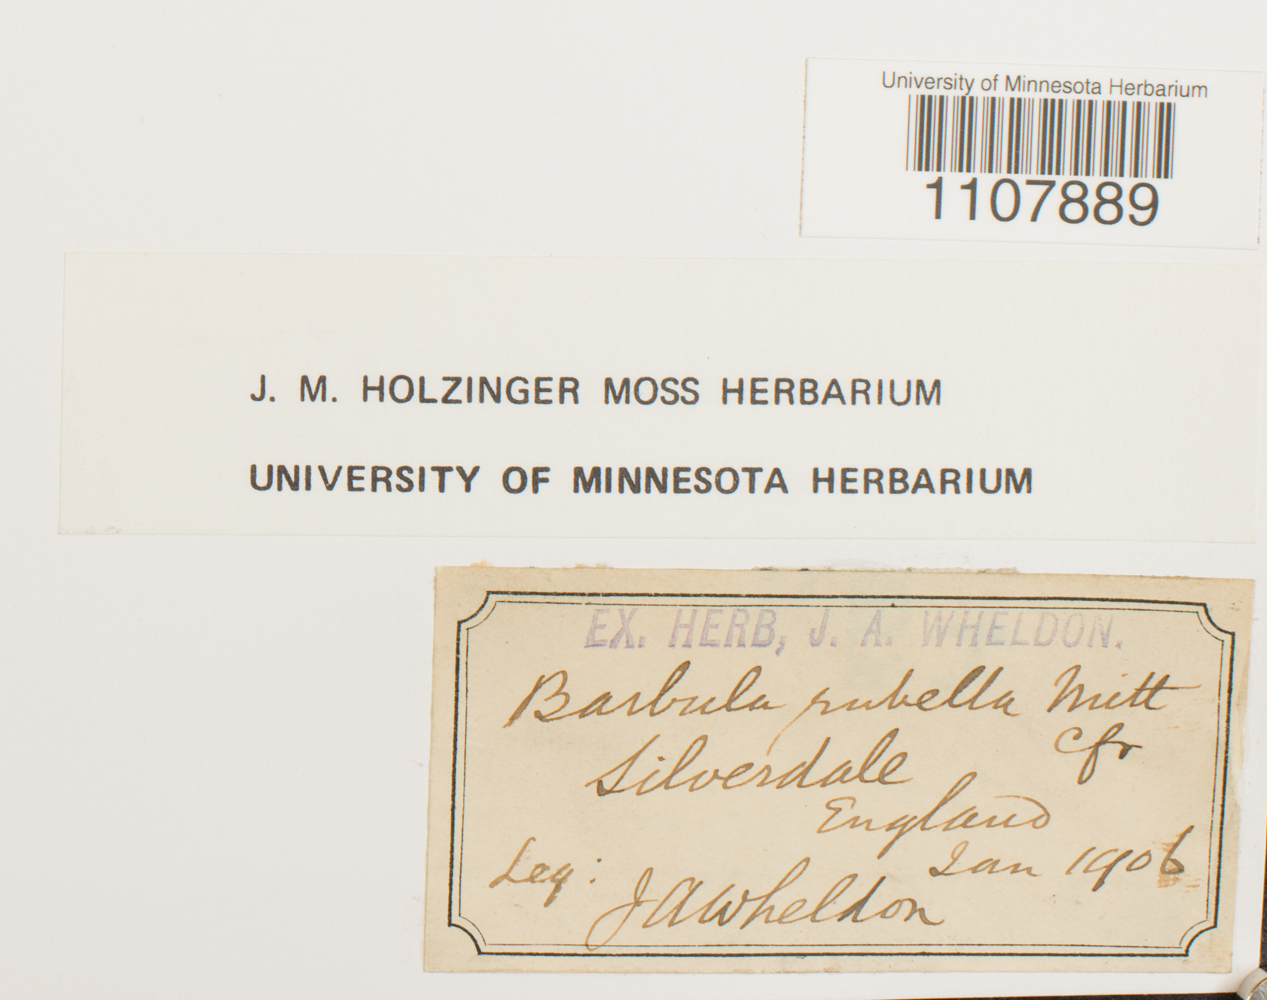 University of Minnesota Herbarium
1107889
J. M. HOLZINGER MOSS HERBARIUM
UNIVERSITY OF MINNESOTA HERBARIUM
EX. HERB, J. A. WHELDON.
Barbula rubella Mitt
cfr
Silverdale
England
Jan 1906
Leg:
JAWheldon